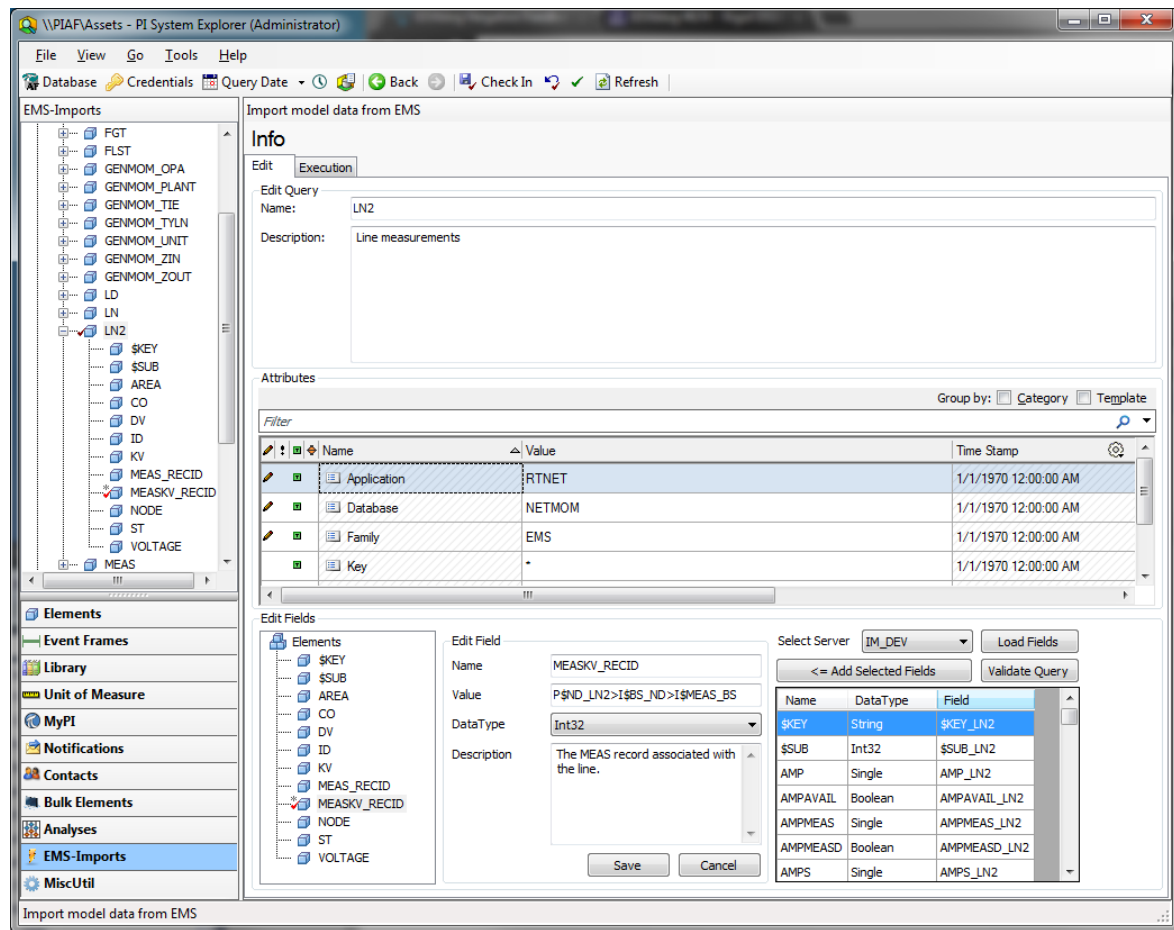 \\PIAF\Assets - PI System Explorer (Administrator)
File View Go Tools Help
Database Credentials Query Date Back Check In Refresh
EMS-Imports
FGT
FLST
GENMOM_OPA
GENMOM_PLANT
GENMOM_TIE
GENMOM_TYLN
GENMOM_UNIT
GENMOM_ZIN
GENMOM_ZOUT
LD
LN
LN2
$KEY
$SUB
AREA
CO
DV
ID
KV
MEAS_RECID
MEASKV_RECID
NODE
ST
VOLTAGE
MEAS
Elements
Event Frames
Library
Unit of Measure
MyPI
Notifications
Contacts
Bulk Elements
Analyses
EMS-Imports
MiscUtil
Import model data from EMS
Info
Edit Execution
Edit Query
Name: LN2
Description: Line measurements
Attributes
Group by: Category Template
Filter
Name Value Time Stamp
Application RTNET 1/1/1970 12:00:00 AM
Database NETMOM 1/1/1970 12:00:00 AM
Family EMS 1/1/1970 12:00:00 AM
Key * 1/1/1970 12:00:00 AM
Edit Fields
Elements
$KEY
$SUB
AREA
CO
DV
ID
KV
MEAS_RECID
MEASKV_RECID
NODE
ST
VOLTAGE
Edit Field
Name MEASKV_RECID
Value P$ND_LN2>I$BS_ND>I$MEAS_BS
DataType Int32
Description The MEAS record associated with
the line.
Save Cancel
Select Server IM_DEV Load Fields
<= Add Selected Fields Validate Query
Name DataType Field
$KEY String $KEY_LN2
$SUB Int32 $SUB_LN2
AMP Single AMP_LN2
AMPAVAIL Boolean AMPAVAIL_LN2
AMPMEAS Single AMPMEAS_LN2
AMPMEASD Boolean AMPMEASD_LN2
AMPS Single AMPS_LN2
Import model data from EMS